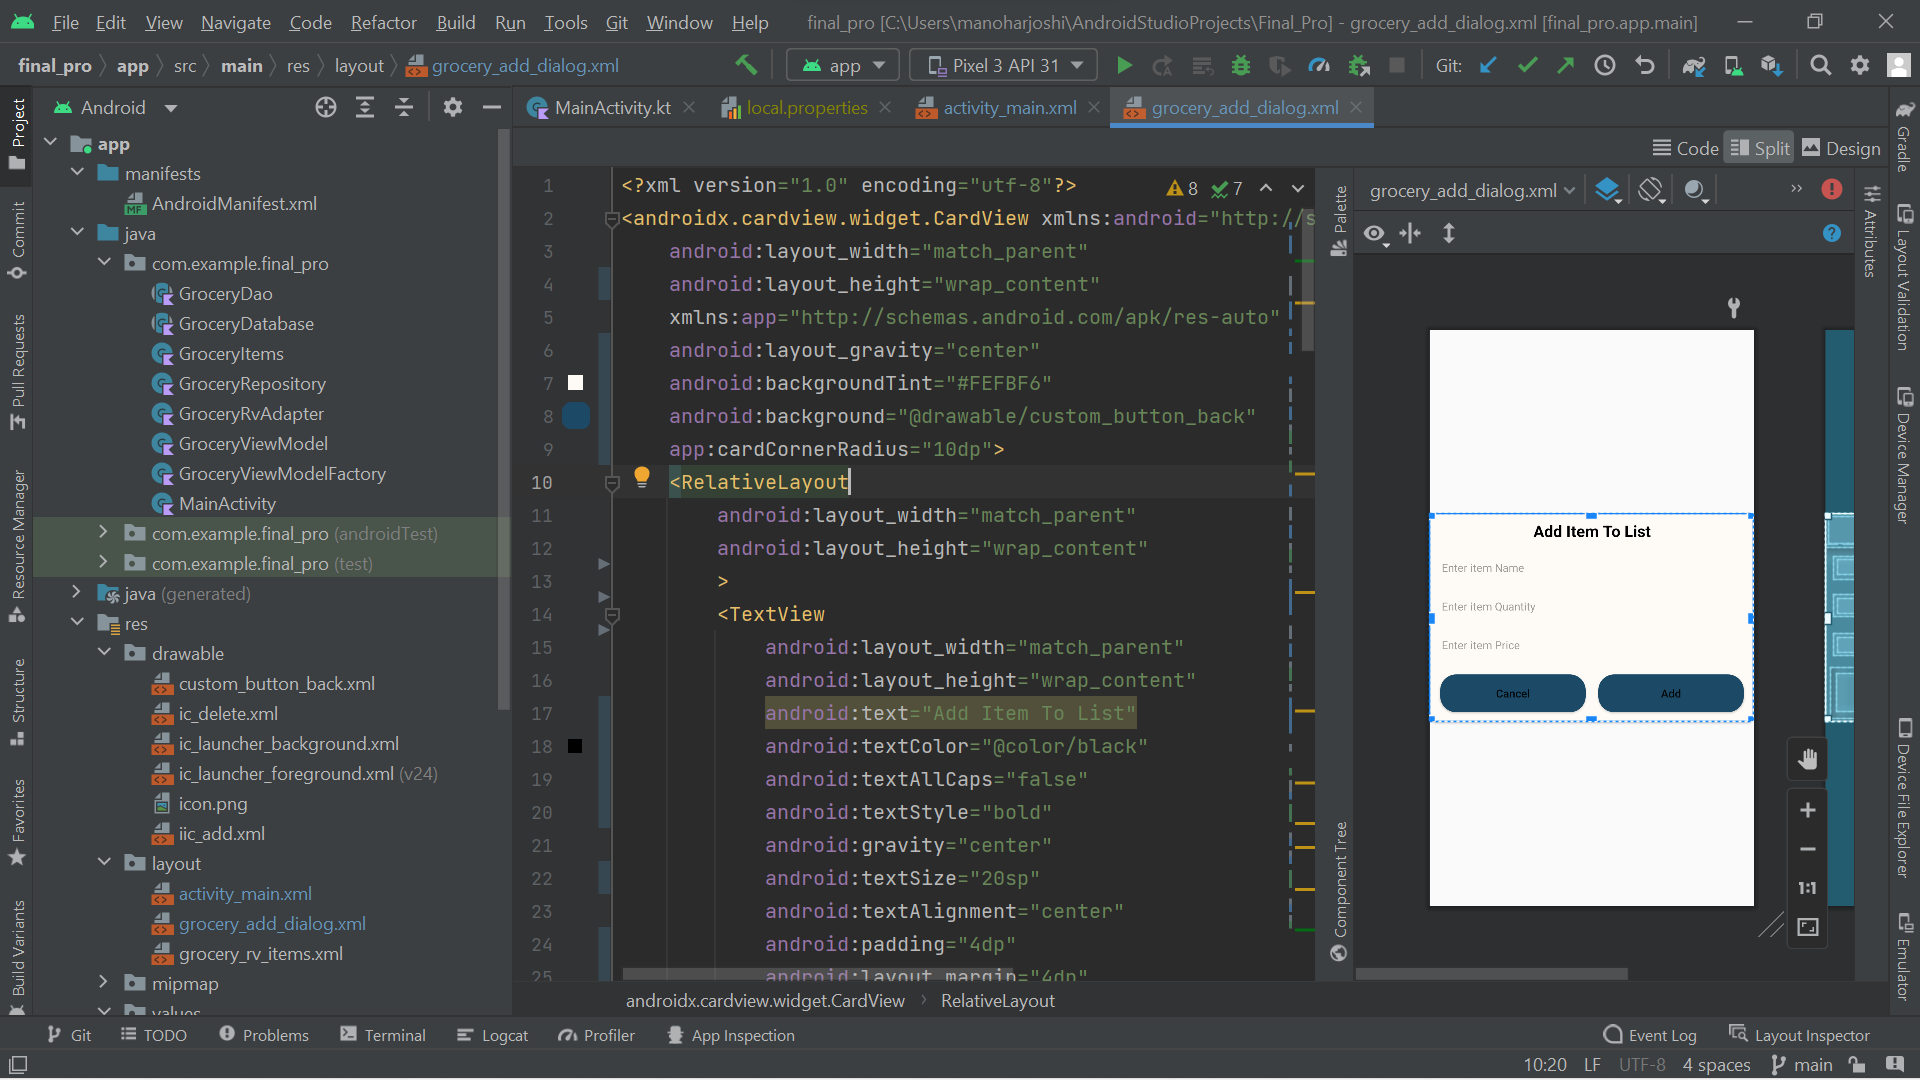 File Edit View Navigate Code Refactor Build Run Tools Git Window Help final_pro [C:\Users\manoharjoshi\AndroidStudioProjects\Final_Pro] - grocery_add_dialog.xml [final_pro.app.main]
final_pro app src main res layout grocery_add_dialog.xml app Pixel 3 API 31 Git:
Project
Commit
Pull Requests
Resource Manager
Structure
Favorites
Build Variants
Android
app
manifests
AndroidManifest.xml
java
com.example.final_pro
GroceryDao
GroceryDatabase
GroceryItems
GroceryRepository
GroceryRvAdapter
GroceryViewModel
GroceryViewModelFactory
MainActivity
com.example.final_pro (androidTest)
com.example.final_pro (test)
java (generated)
res
drawable
custom_button_back.xml
ic_delete.xml
ic_launcher_background.xml
ic_launcher_foreground.xml (v24)
icon.png
iic_add.xml
layout
activity_main.xml
grocery_add_dialog.xml
grocery_rv_items.xml
mipmap
values
MainActivity.kt local.properties activity_main.xml grocery_add_dialog.xml
Code Split Design
8 7
1 <?xml version="1.0" encoding="utf-8"?>
2 <androidx.cardview.widget.CardView xmlns:android="http://s
3 android:layout_width="match_parent"
4 android:layout_height="wrap_content"
5 xmlns:app="http://schemas.android.com/apk/res-auto"
6 android:layout_gravity="center"
7 android:backgroundTint="#FEFBF6"
8 android:background="@drawable/custom_button_back"
9 app:cardCornerRadius="10dp">
10 <RelativeLayout
11 android:layout_width="match_parent"
12 android:layout_height="wrap_content"
13 >
14 <TextView
15 android:layout_width="match_parent"
16 android:layout_height="wrap_content"
17 android:text="Add Item To List"
18 android:textColor="@color/black"
19 android:textAllCaps="false"
20 android:textStyle="bold"
21 android:gravity="center"
22 android:textSize="20sp"
23 android:textAlignment="center"
24 android:padding="4dp"
25 android:layout_margin="4dp"
androidx.cardview.widget.CardView RelativeLayout
Palette
Component Tree
grocery_add_dialog.xml
Add Item To List
Enter item Name
Enter item Quantity
Enter item Price
Cancel Add
1:1
Attributes
Gradle
Layout Validation
Device Manager
Device File Explorer
Emulator
Git TODO Problems Terminal Logcat Profiler App Inspection Event Log Layout Inspector
10:20 LF UTF-8 4 spaces main